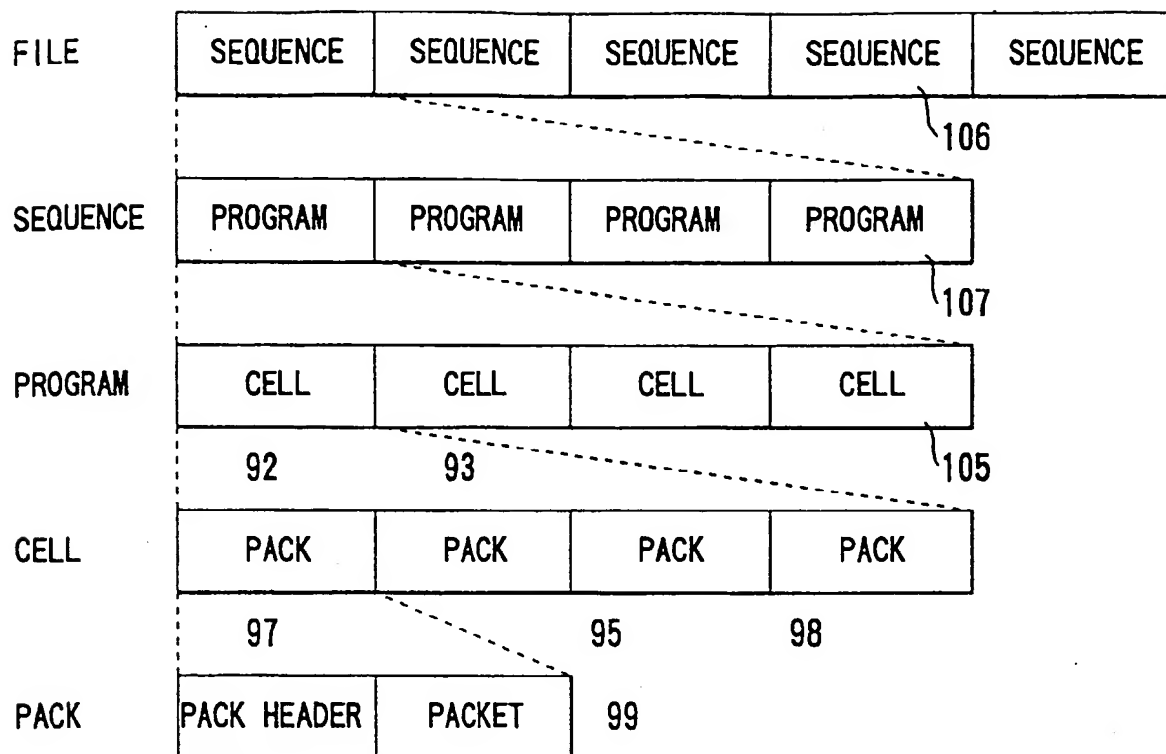 FILE SEQUENCE SEQUENCE SEQUENCE SEQUENCE SEQUENCE
106
SEQUENCE PROGRAM PROGRAM PROGRAM PROGRAM
107
PROGRAM CELL CELL CELL CELL
92 93 105
CELL PACK PACK PACK PACK
97 95 98
PACK PACK HEADER PACKET 99